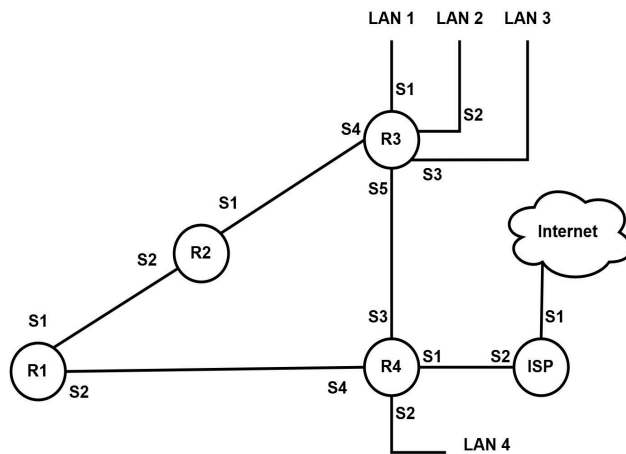 LAN 1 LAN 2 LAN 3
S1
S2
S4
R3
S3
S5
S1
R2
S2
Internet
S1
S3
S1
R1
S2
S4
R4
S1
S2
ISP
S2
LAN 4